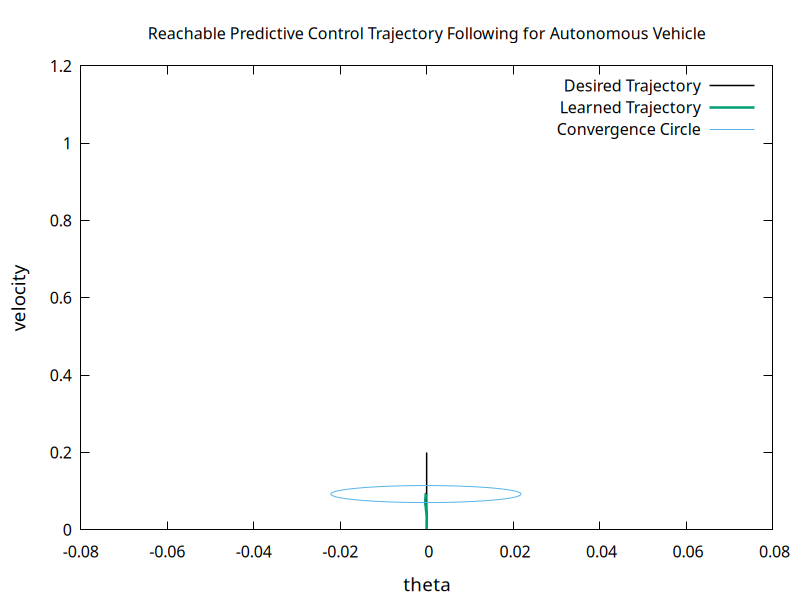 Reachable Predictive Control Trajectory Following for Autonomous Vehicle
Desired Trajectory
Learned Trajectory
Convergence Circle
1.2
1
0.8
0.6
0.4
0.2
0
velocity
-0.08 -0.06 -0.04 -0.02 0 0.02 0.04 0.06 0.08
theta